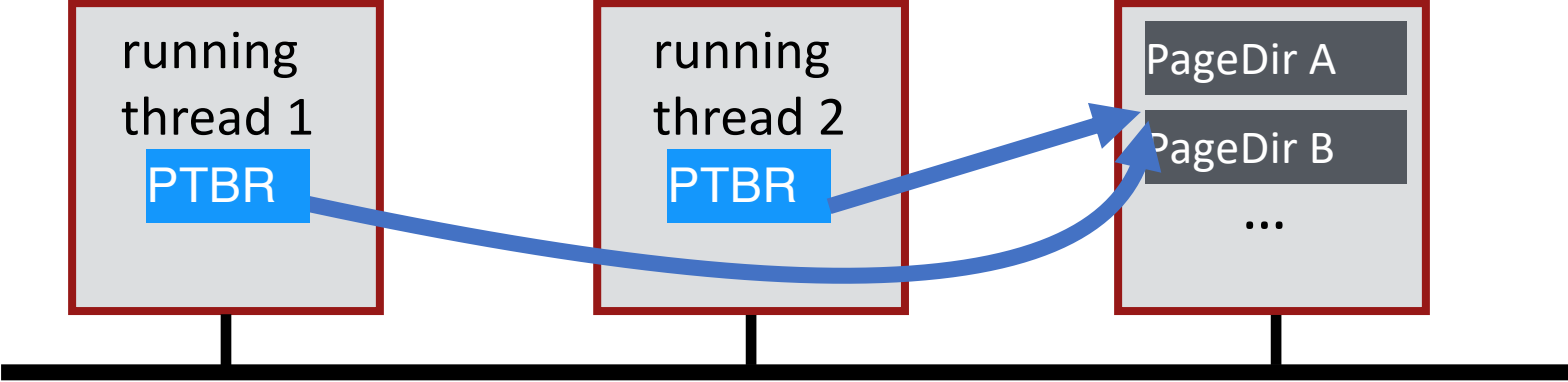 running
thread 1
PTBR
running
thread 2
PTBR
PageDir A
PageDir B
...